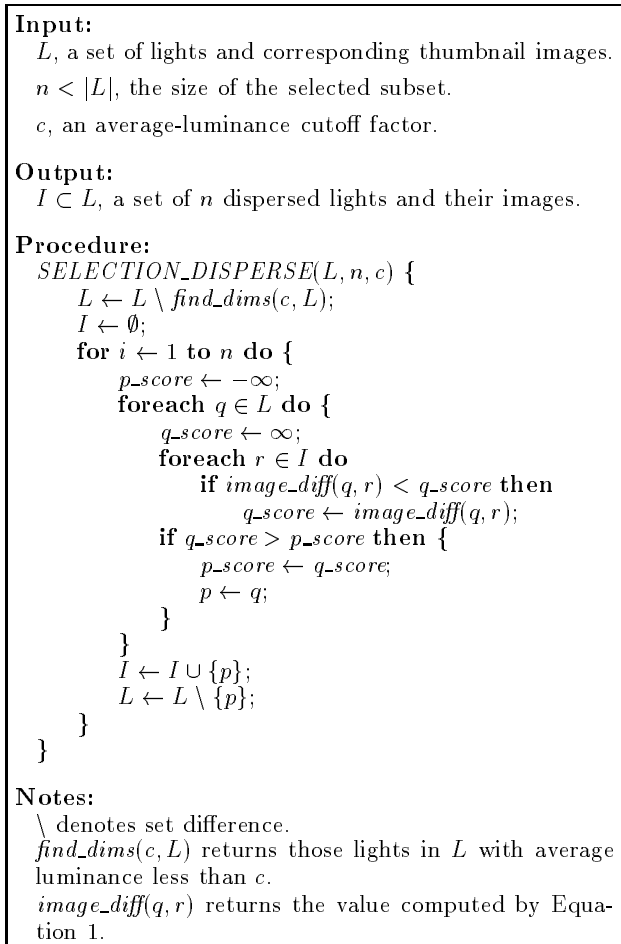 Input:
L, a set of lights and corresponding thumbnail images.
n < |L|, the size of the selected subset.
c, an average-luminance cutoff factor.
Output:
I ⊂ L, a set of n dispersed lights and their images.
Procedure:
SELECTION_DISPERSE(L, n, c) {
L ← L \ find_dims(c, L);
I ← ∅;
for i ← 1 to n do {
p_score ← −∞;
foreach q ∈ L do {
q_score ← ∞;
foreach r ∈ I do
if image_diff(q, r) < q_score then
q_score ← image_diff(q, r);
if q_score > p_score then {
p_score ← q_score;
p ← q;
}
}
I ← I ∪ {p};
L ← L \ {p};
}
}
Notes:
\ denotes set difference.
find_dims(c, L) returns those lights in L with average
luminance less than c.
image_diff(q, r) returns the value computed by Equa-
tion 1.